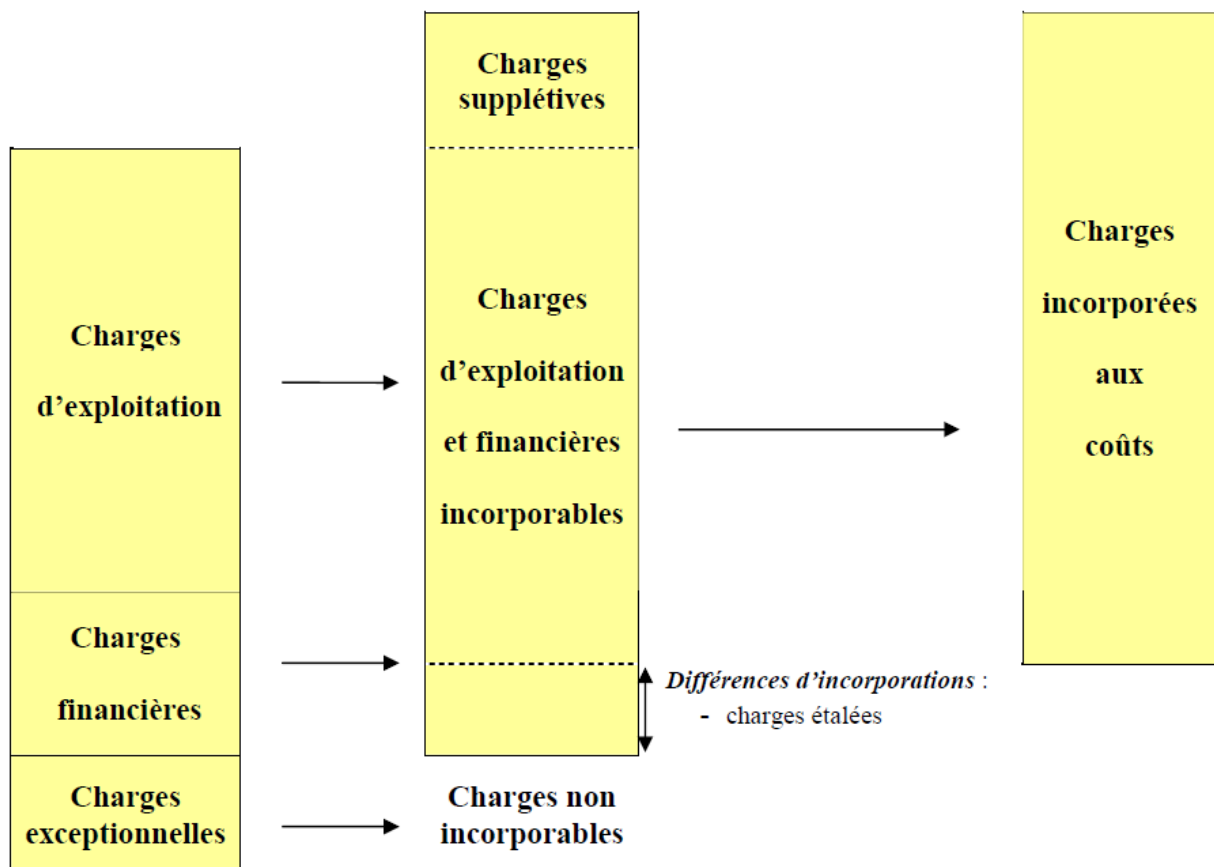 Charges
d'exploitation
Charges
financières
Charges
exceptionnelles
Charges
supplétives
Charges
d'exploitation
et financières
incorporables
Charges non
incorporables
Différences d'incorporations :
- charges étalées
Charges
incorporées
aux
coûts